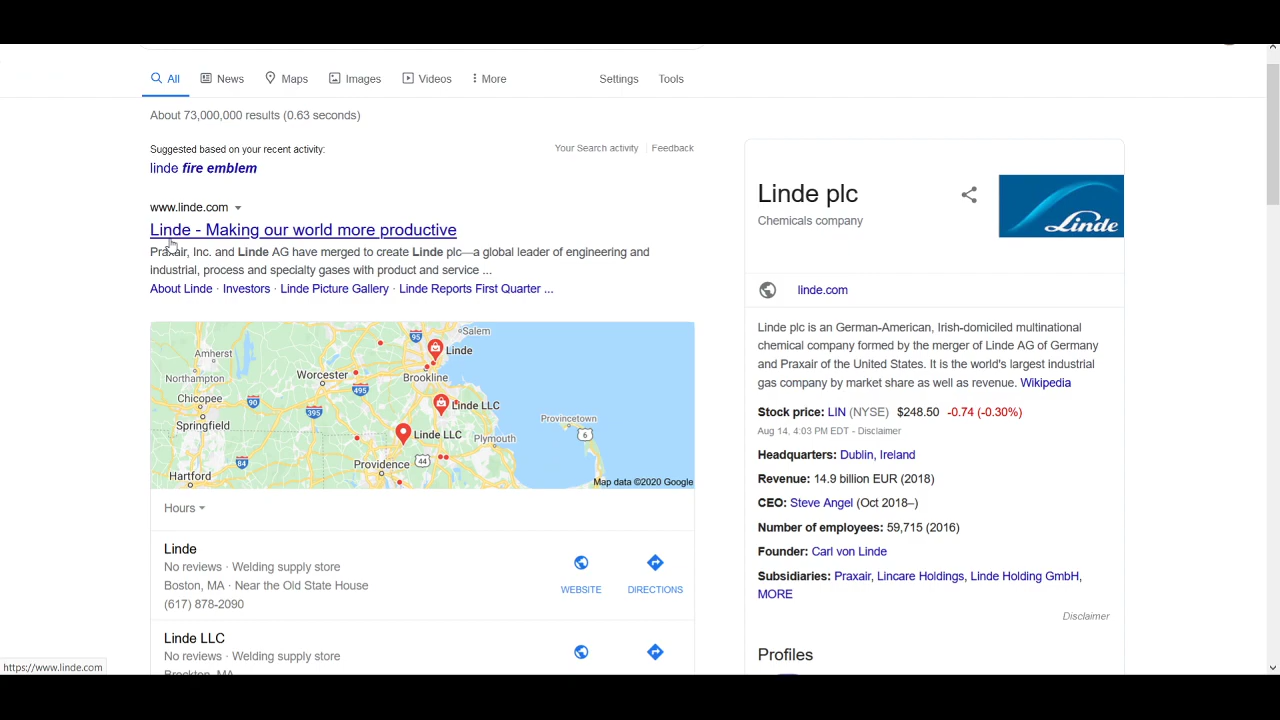 All
News
Maps
Images
Videos
More
Settings
Tools
About 73,000,000 results (0.63 seconds)
Suggested based on your recent activity:
Your Search activity
Feedback
linde fire emblem
www.linde.com
Linde - Making our world more productive
Praxair, Inc. and Linde AG have merged to create Linde plc—a global leader of engineering and
industrial, process and specialty gases with product and service ...
About Linde · Investors · Linde Picture Gallery · Linde Reports First Quarter ...
Salem
95
Linde
Amherst
Worcester
Brookline
Northampton
495
Chicopee
90
395
Linde LLC
Springfield
Provincetown
6
Linde LLC
Plymouth
84
Providence
44
Hartford
Map data ©2020 Google
Hours
Linde
No reviews · Welding supply store
Boston, MA · Near the Old State House
(617) 878-2090
WEBSITE
DIRECTIONS
Linde LLC
No reviews · Welding supply store
Brockton, MA
https://www.linde.com
Linde plc
Chemicals company
Linde
linde.com
Linde plc is an German-American, Irish-domiciled multinational
chemical company formed by the merger of Linde AG of Germany
and Praxair of the United States. It is the world's largest industrial
gas company by market share as well as revenue. Wikipedia
Stock price: LIN (NYSE) $248.50 -0.74 (-0.30%)
Aug 14, 4:03 PM EDT - Disclaimer
Headquarters: Dublin, Ireland
Revenue: 14.9 billion EUR (2018)
CEO: Steve Angel (Oct 2018–)
Number of employees: 59,715 (2016)
Founder: Carl von Linde
Subsidiaries: Praxair, Lincare Holdings, Linde Holding GmbH,
MORE
Disclaimer
Profiles